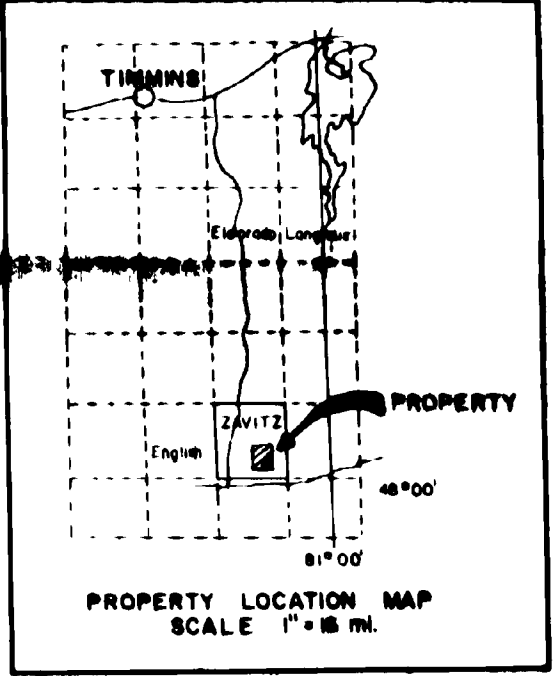 TIMMINS
Eldorado Langmuir
ZAVITZ
PROPERTY
English
48°00'
81°00'
PROPERTY LOCATION MAP
SCALE 1" = 16 mi.